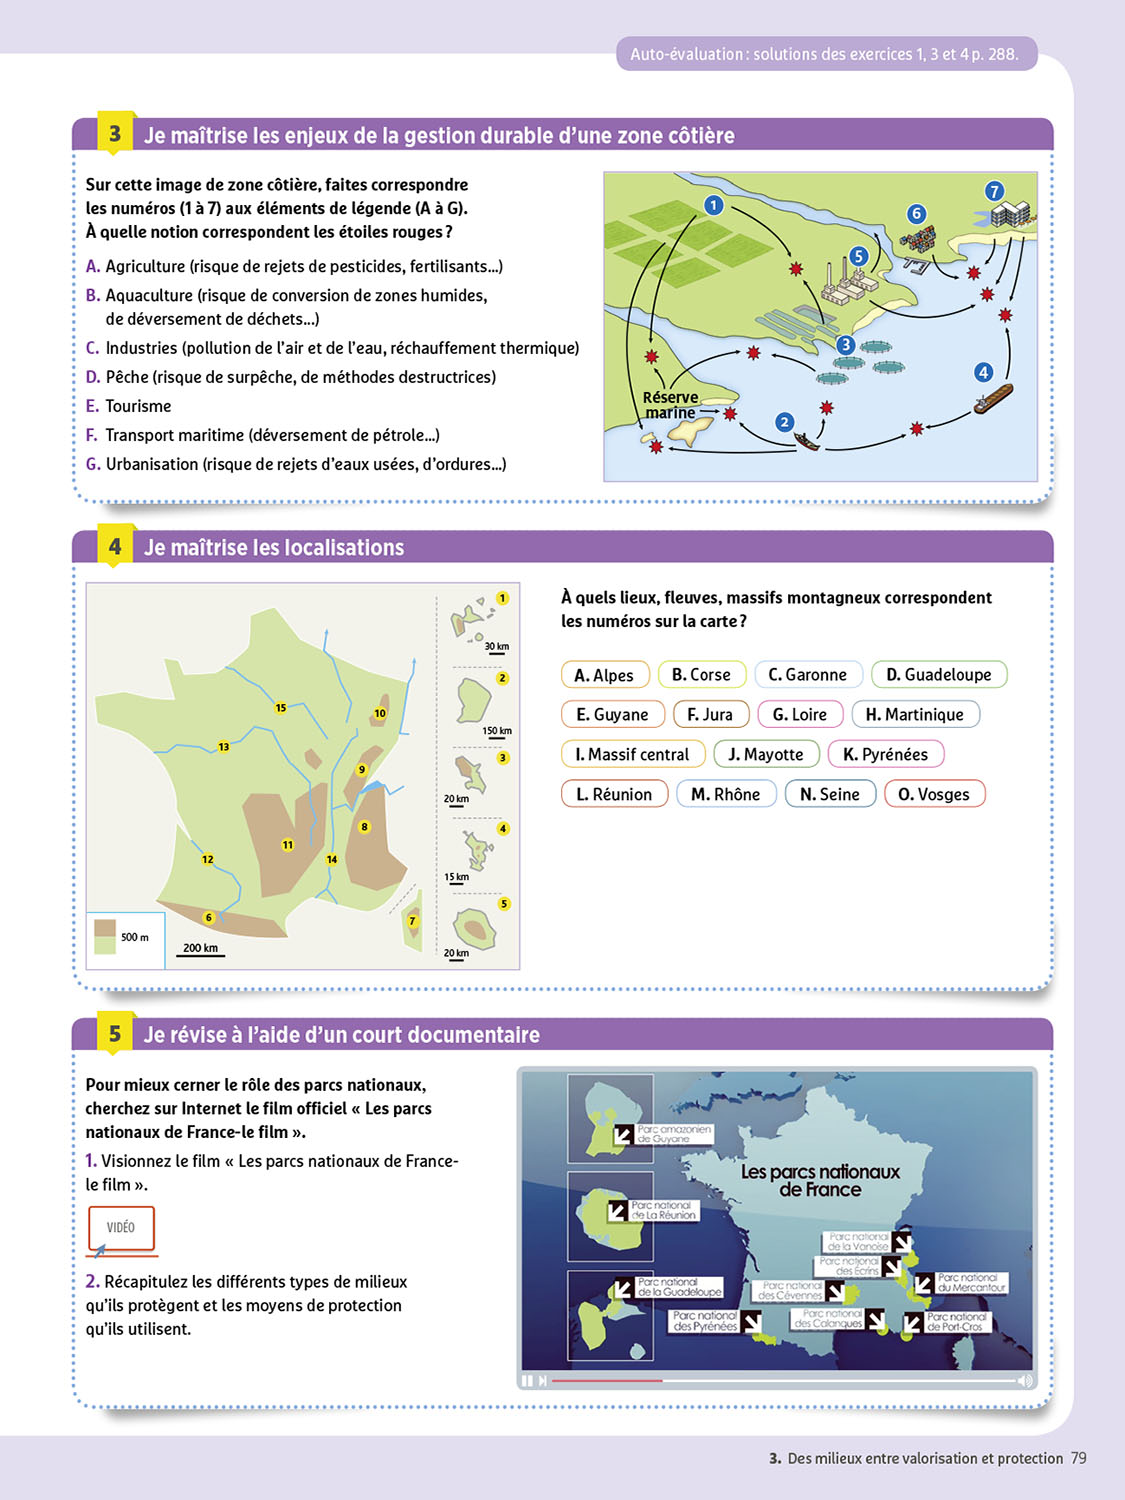 Auto-évaluation : solutions des exercices 1, 3 et 4 p. 288.
3 Je maîtrise les enjeux de la gestion durable d'une zone côtière
Sur cette image de zone côtière, faites correspondre
les numéros (1 à 7) aux éléments de légende (A à G).
À quelle notion correspondent les étoiles rouges ?
A. Agriculture (risque de rejets de pesticides, fertilisants...)
B. Aquaculture (risque de conversion de zones humides,
de déversement de déchets...)
C. Industries (pollution de l'air et de l'eau, réchauffement thermique)
D. Pêche (risque de surpêche, de méthodes destructrices)
E. Tourisme
F. Transport maritime (déversement de pétrole...)
G. Urbanisation (risque de rejets d'eaux usées, d'ordures...)
1
7
6
5
3
4
Réserve
marine
2
4 Je maîtrise les localisations
1
30 km
2
150 km
3
20 km
4
15 km
5
20 km
15
10
13
9
8
11
12
14
6
7
500 m
200 km
À quels lieux, fleuves, massifs montagneux correspondent
les numéros sur la carte ?
A. Alpes B. Corse C. Garonne D. Guadeloupe
E. Guyane F. Jura G. Loire H. Martinique
I. Massif central J. Mayotte K. Pyrénées
L. Réunion M. Rhône N. Seine O. Vosges
5 Je révise à l'aide d'un court documentaire
Pour mieux cerner le rôle des parcs nationaux,
cherchez sur Internet le film officiel « Les parcs
nationaux de France-le film ».
1. Visionnez le film « Les parcs nationaux de France-
le film ».
VIDÉO
2. Récapitulez les différents types de milieux
qu'ils protègent et les moyens de protection
qu'ils utilisent.
Parc amazonien
de Guyane
Les parcs nationaux
de France
Parc national
de La Réunion
Parc national
de la Vanoise
Parc national
des Écrins
Parc national
du Mercantour
Parc national
de la Guadeloupe
Parc national
des Cévennes
Parc national
des Pyrénées
Parc national
des Calanques
Parc national
de Port-Cros
3. Des milieux entre valorisation et protection 79